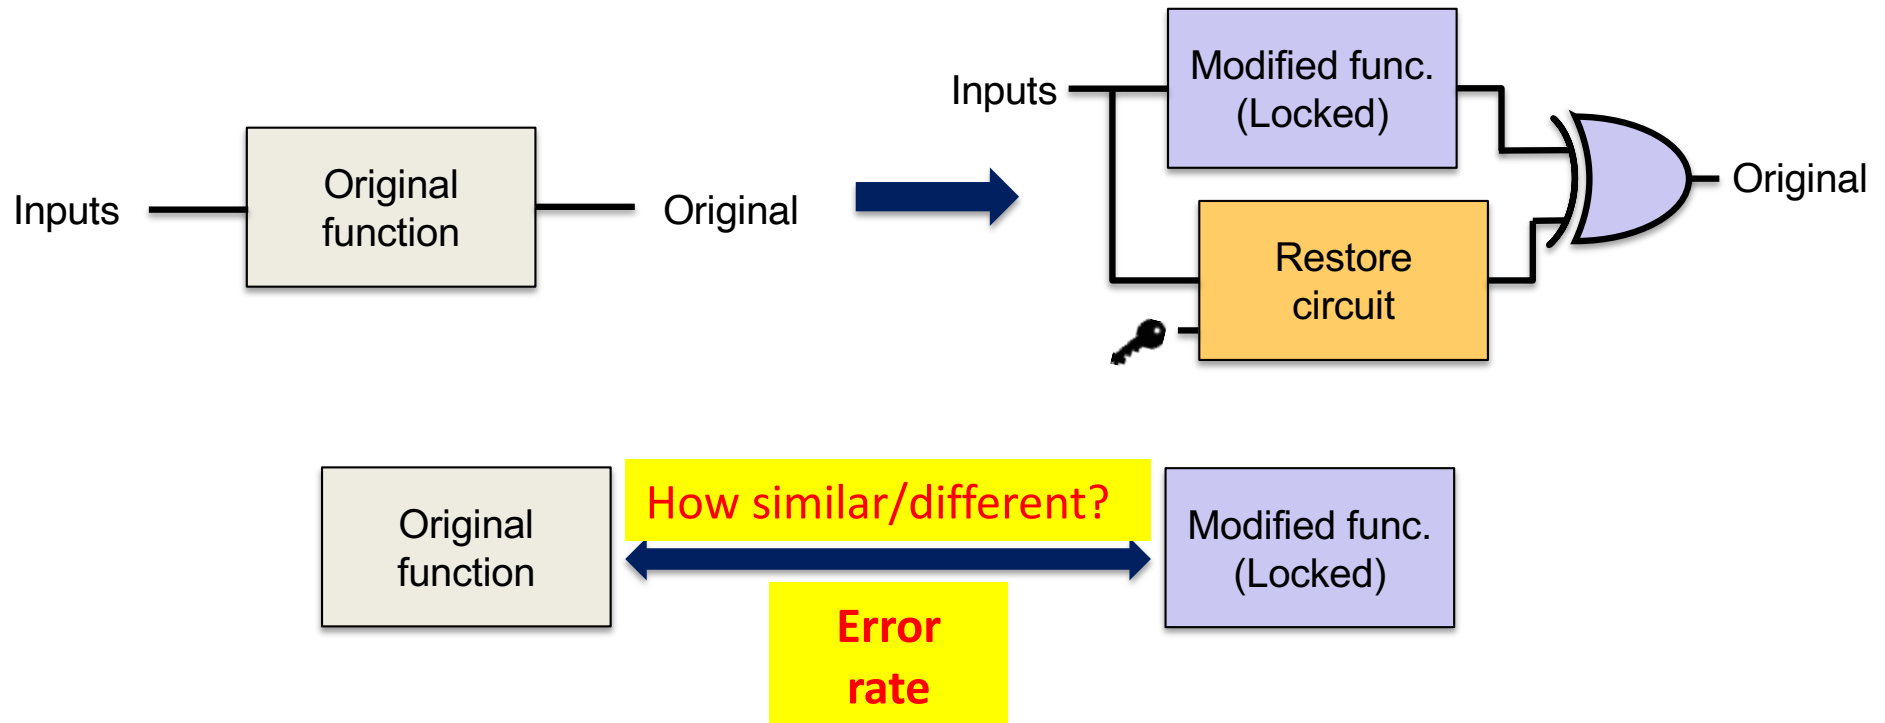 Inputs
Original
function
Original
Inputs
Modified func.
(Locked)
Restore
circuit
Original
Original
function
How similar/different?
Error
rate
Modified func.
(Locked)